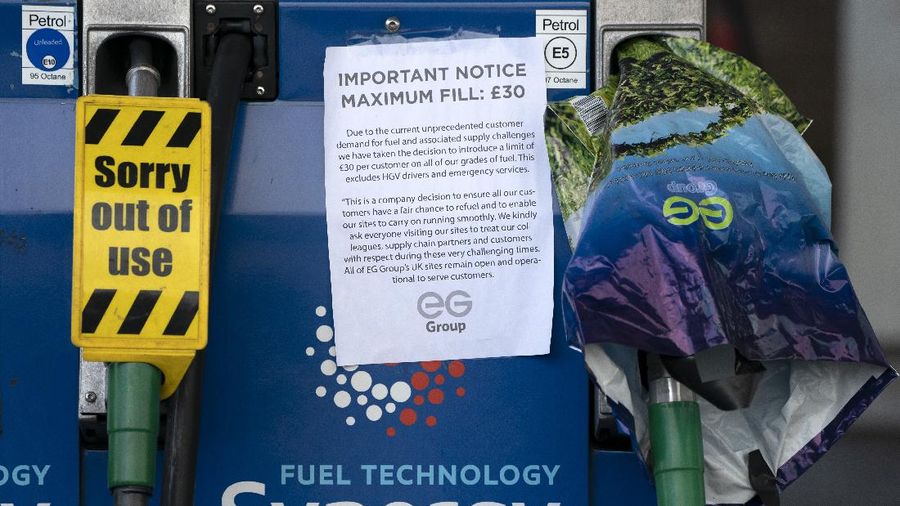 Petrol
Unleaded
E10
95 Octane
Sorry
out of
use
IMPORTANT NOTICE
MAXIMUM FILL: £30
Due to the current unprecedented customer
demand for fuel and associated supply challenges
we have taken the decision to introduce a limit of
£30 per customer on all of our grades of fuel. This
excludes HGV drivers and emergency services.
"This is a company decision to ensure all our cus-
tomers have a fair chance to refuel and to enable
our sites to carry on running smoothly. We kindly
ask everyone visiting our sites to treat our col
leagues, supply chain partners and customers
with respect during these very challenging times.
All of EG Group's UK sites remain open and opera-
tional to serve customers.
eG
Group
Petrol
E5
97 Octane
eG
Group
OGY
FUEL TECHNOLOGY